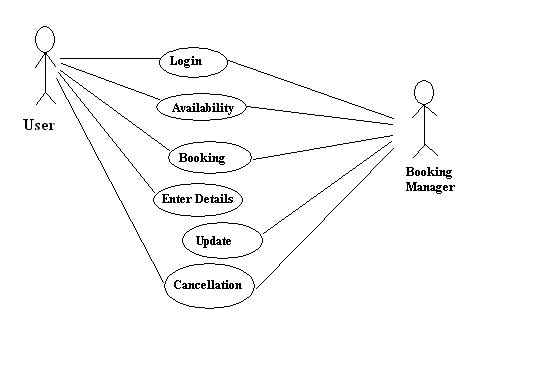 Login
Availability
User
Booking
Booking
Manager
Enter Details
Update
Cancellation